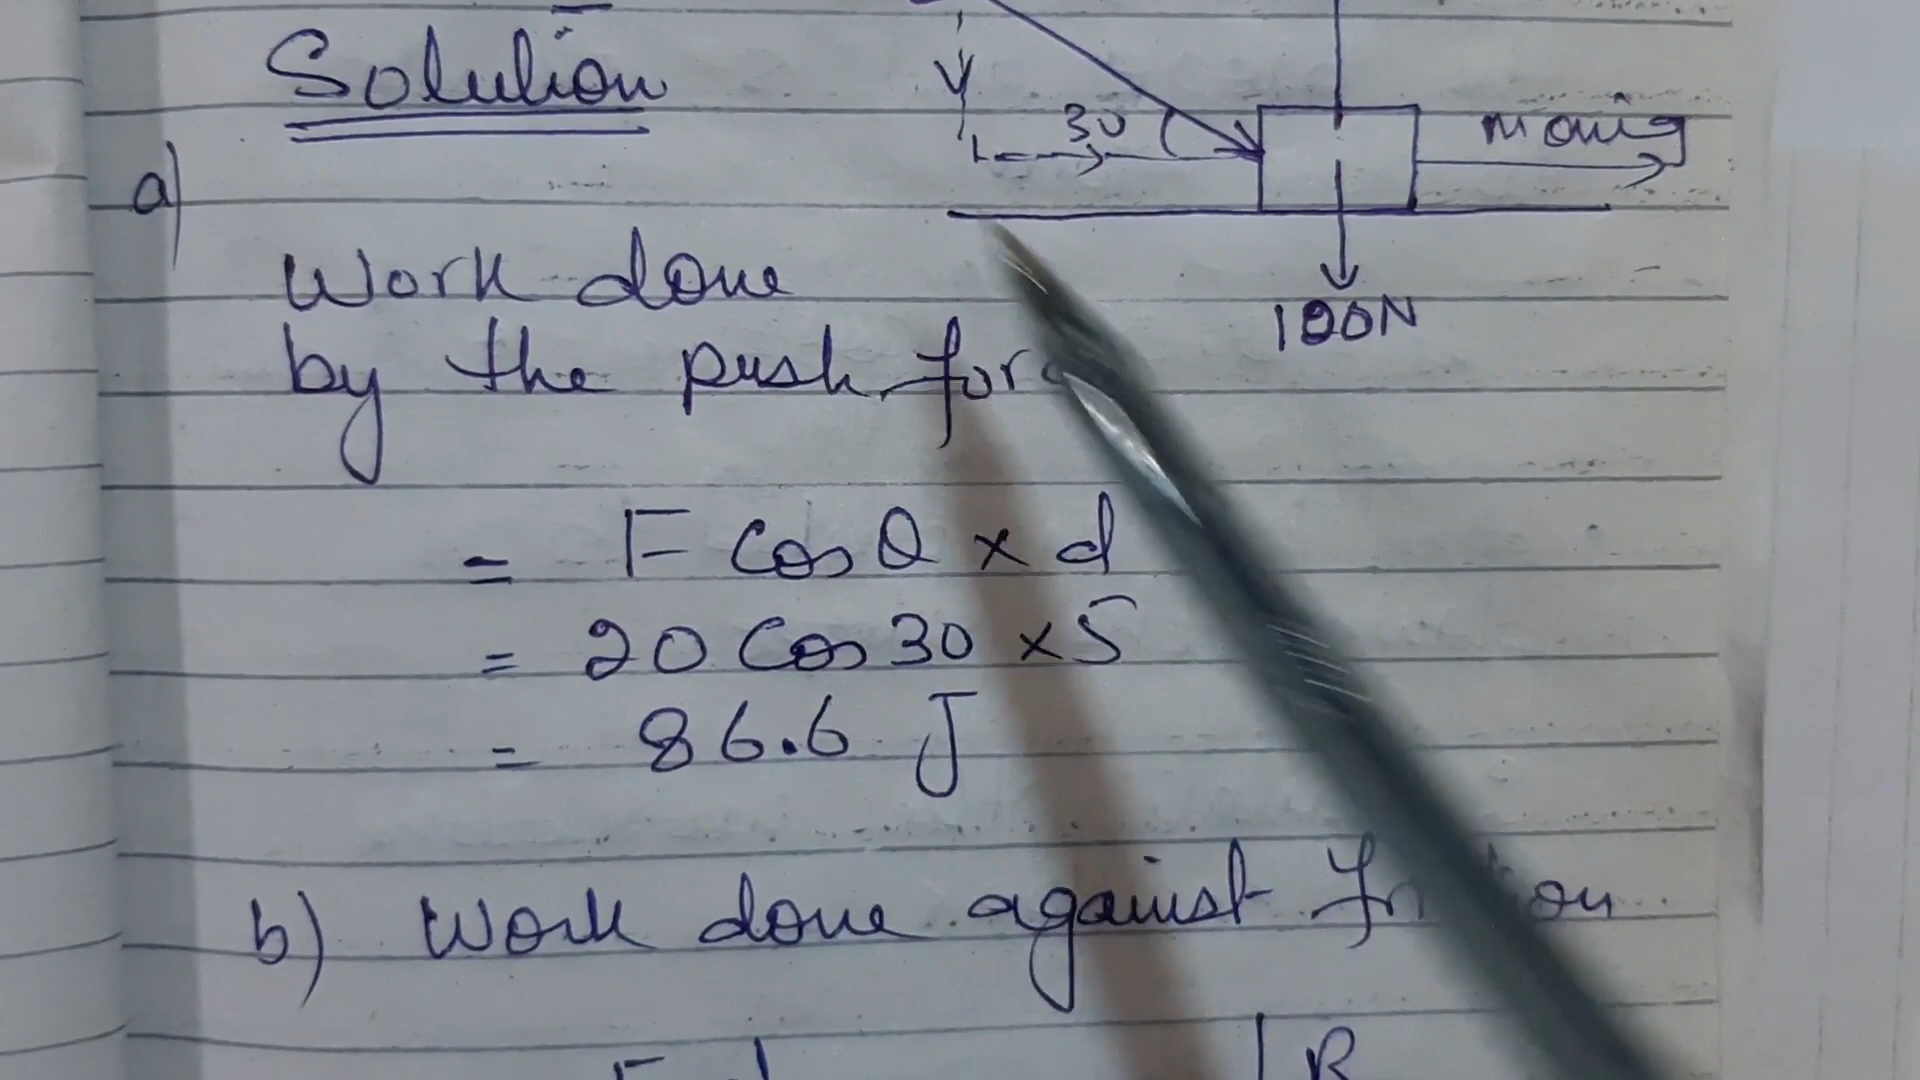 Solution
30
moving
a)
Work done
100N
by the push
= F Cos θ × d
= 20 Cos 30 × 5
= 86.6 J
b) Work done against
R